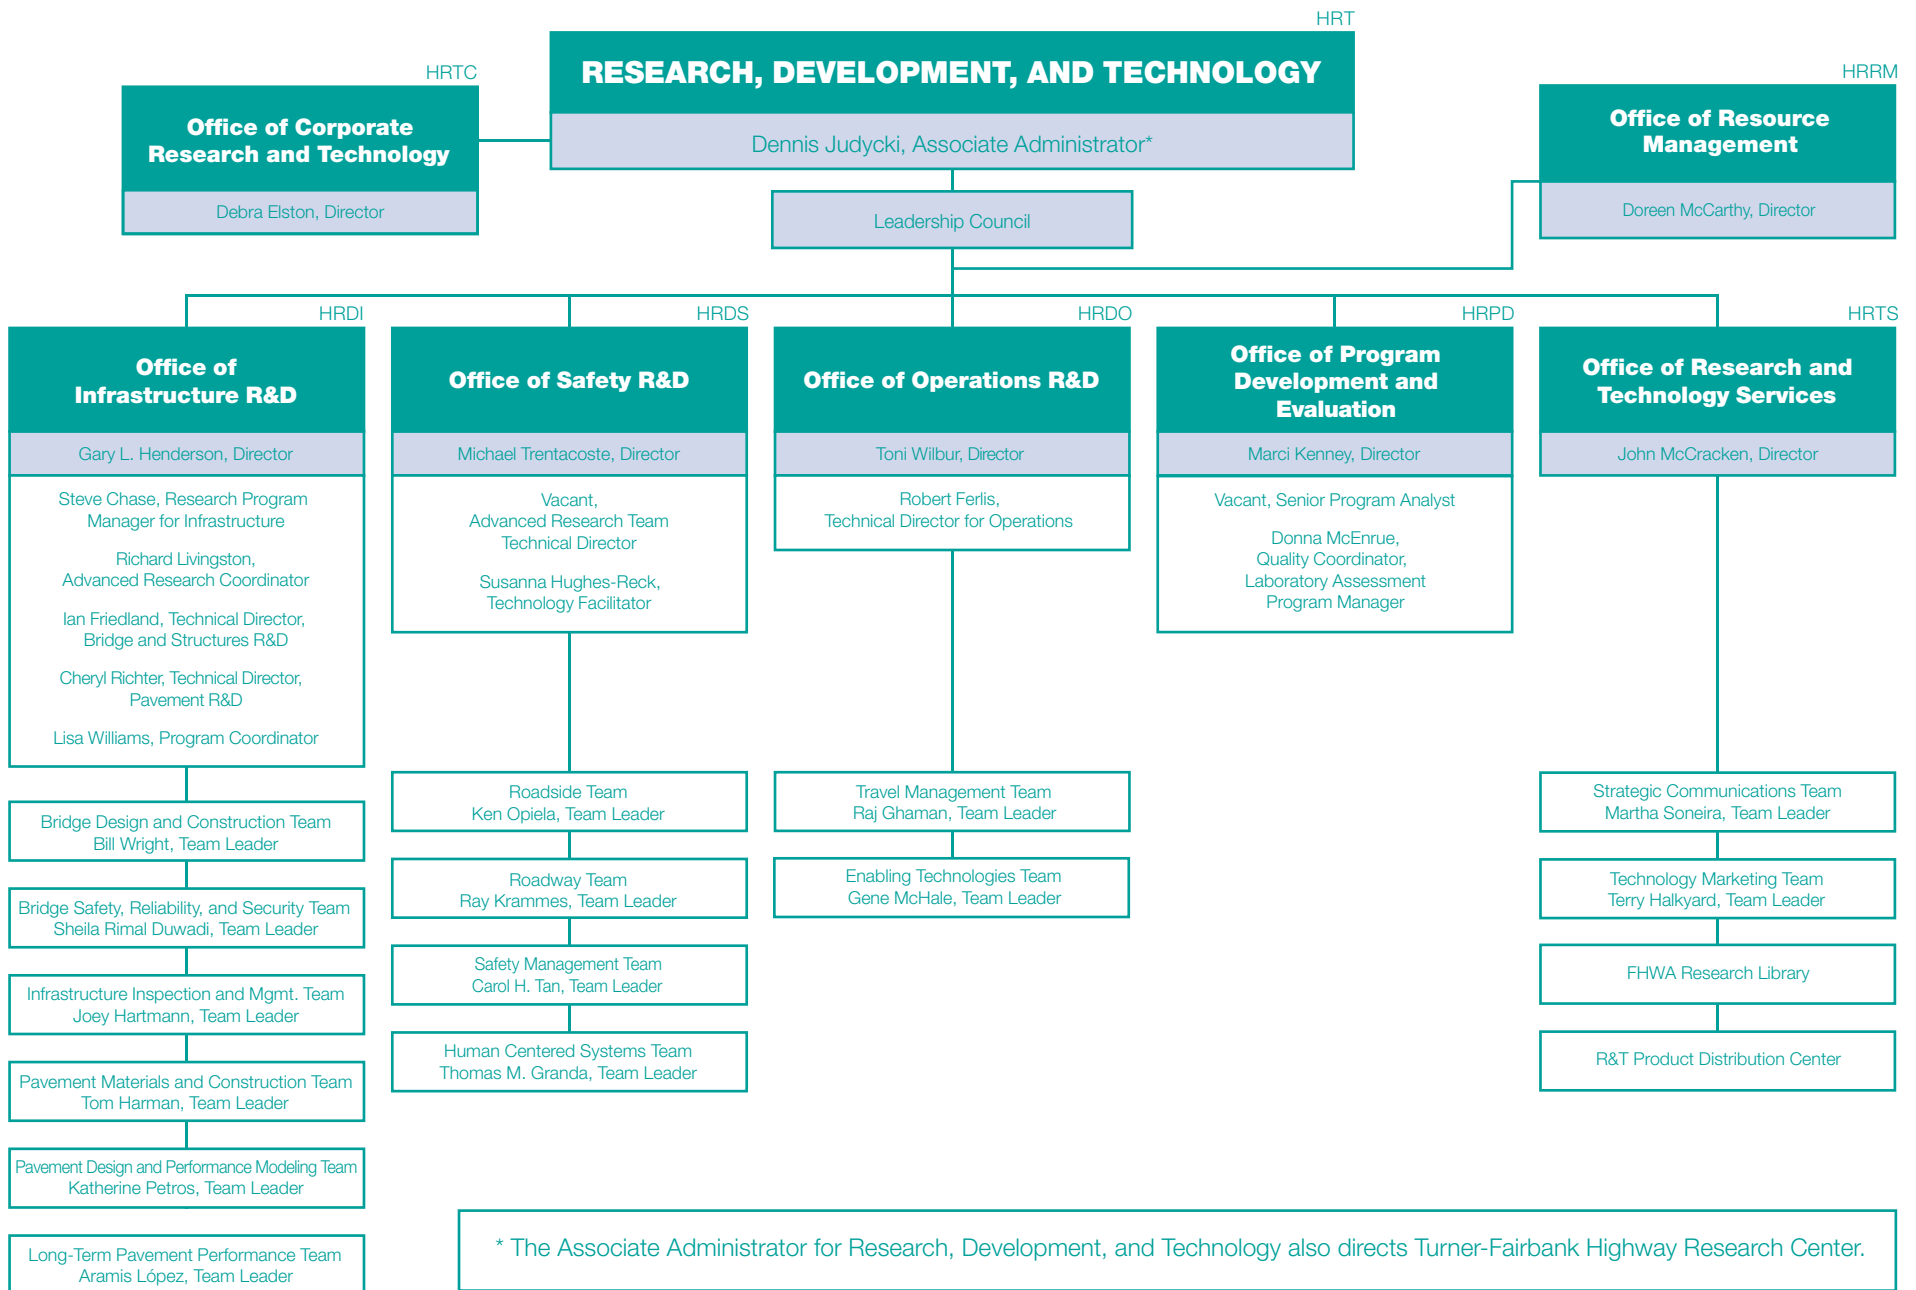 HRT
RESEARCH, DEVELOPMENT, AND TECHNOLOGY
Dennis Judycki, Associate Administrator*
HRTC
Office of Corporate
Research and Technology
Debra Elston, Director
HRRM
Office of Resource
Management
Doreen McCarthy, Director
Leadership Council
HRDI
Office of
Infrastructure R&D
Gary L. Henderson, Director
Steve Chase, Research Program
Manager for Infrastructure
Richard Livingston,
Advanced Research Coordinator
Ian Friedland, Technical Director,
Bridge and Structures R&D
Cheryl Richter, Technical Director,
Pavement R&D
Lisa Williams, Program Coordinator
Bridge Design and Construction Team
Bill Wright, Team Leader
Bridge Safety, Reliability, and Security Team
Sheila Rimal Duwadi, Team Leader
Infrastructure Inspection and Mgmt. Team
Joey Hartmann, Team Leader
Pavement Materials and Construction Team
Tom Harman, Team Leader
Pavement Design and Performance Modeling Team
Katherine Petros, Team Leader
Long-Term Pavement Performance Team
Aramis López, Team Leader
HRDS
Office of Safety R&D
Michael Trentacoste, Director
Vacant,
Advanced Research Team
Technical Director
Susanna Hughes-Reck,
Technology Facilitator
Roadside Team
Ken Opiela, Team Leader
Roadway Team
Ray Krammes, Team Leader
Safety Management Team
Carol H. Tan, Team Leader
Human Centered Systems Team
Thomas M. Granda, Team Leader
HRDO
Office of Operations R&D
Toni Wilbur, Director
Robert Ferlis,
Technical Director for Operations
Travel Management Team
Raj Ghaman, Team Leader
Enabling Technologies Team
Gene McHale, Team Leader
HRPD
Office of Program
Development and
Evaluation
Marci Kenney, Director
Vacant, Senior Program Analyst
Donna McEnrue,
Quality Coordinator,
Laboratory Assessment
Program Manager
HRTS
Office of Research and
Technology Services
John McCracken, Director
Strategic Communications Team
Martha Soneira, Team Leader
Technology Marketing Team
Terry Halkyard, Team Leader
FHWA Research Library
R&T Product Distribution Center
* The Associate Administrator for Research, Development, and Technology also directs Turner-Fairbank Highway Research Center.